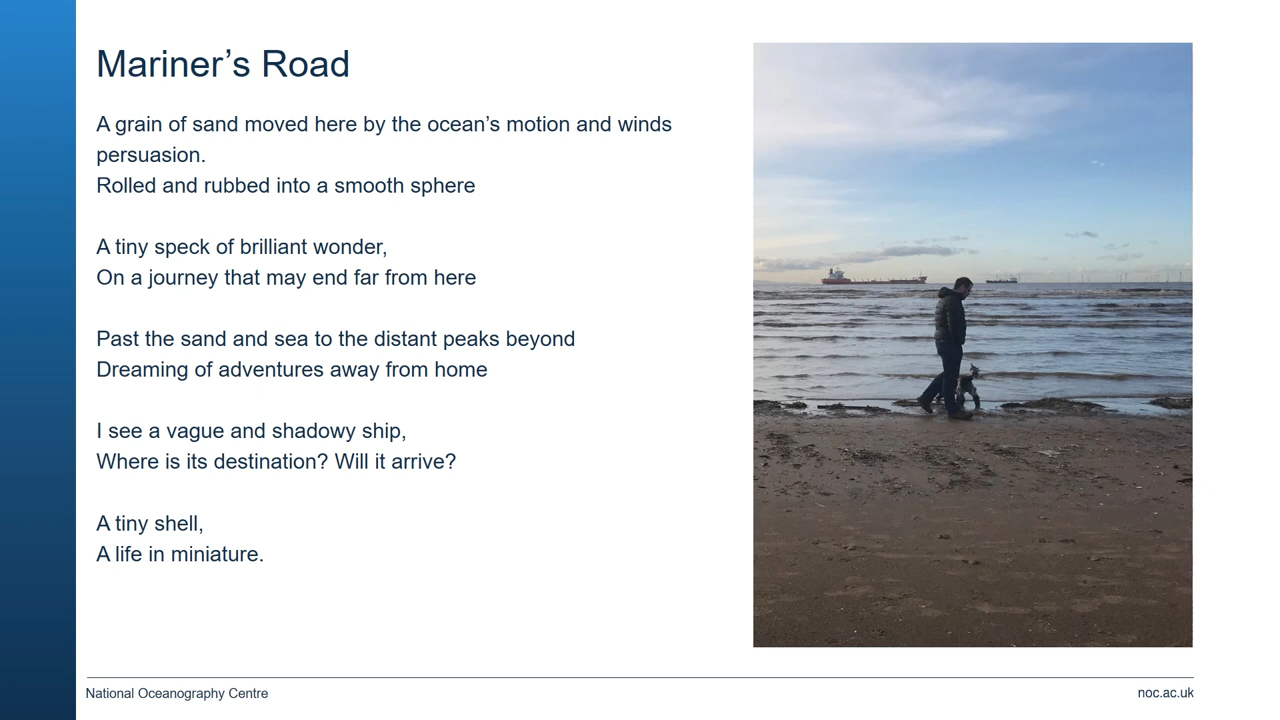 Mariner’s Road
A grain of sand moved here by the ocean’s motion and winds
persuasion.
Rolled and rubbed into a smooth sphere
A tiny speck of brilliant wonder,
On a journey that may end far from here
Past the sand and sea to the distant peaks beyond
Dreaming of adventures away from home
I see a vague and shadowy ship,
Where is its destination? Will it arrive?
A tiny shell,
A life in miniature.
National Oceanography Centre
noc.ac.uk